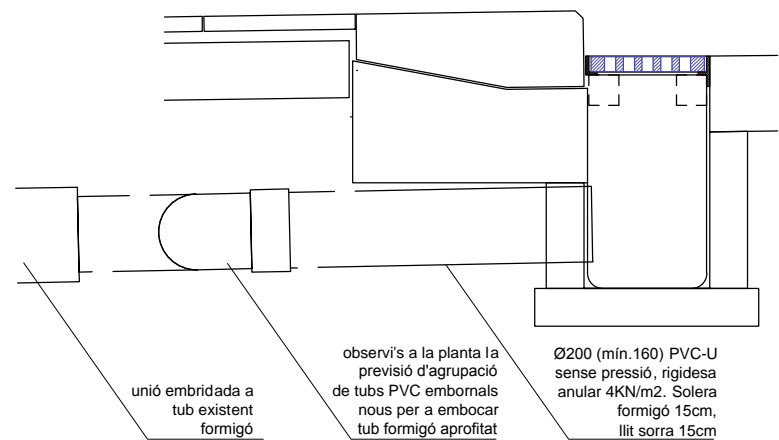 unió embridada a
tub existent
formigó
observi's a la planta la
previsió d'agrupació
de tubs PVC embornals
nous per a embocar
tub formigó aprofitat
Ø200 (mín.160) PVC-U
sense pressió, rigidesa
anular 4KN/m2. Solera
formigó 15cm,
llit sorra 15cm